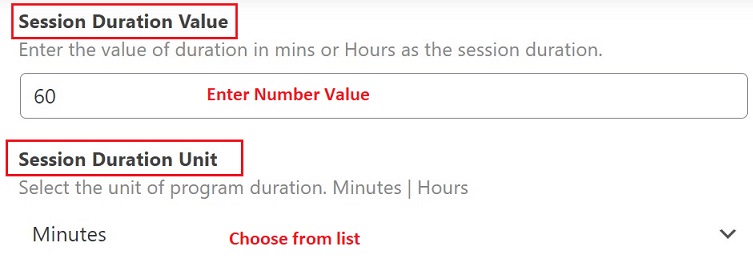 Session Duration Value
Enter the value of duration in mins or Hours as the session duration.
60 Enter Number Value
Session Duration Unit
Select the unit of program duration. Minutes | Hours
Minutes Choose from list